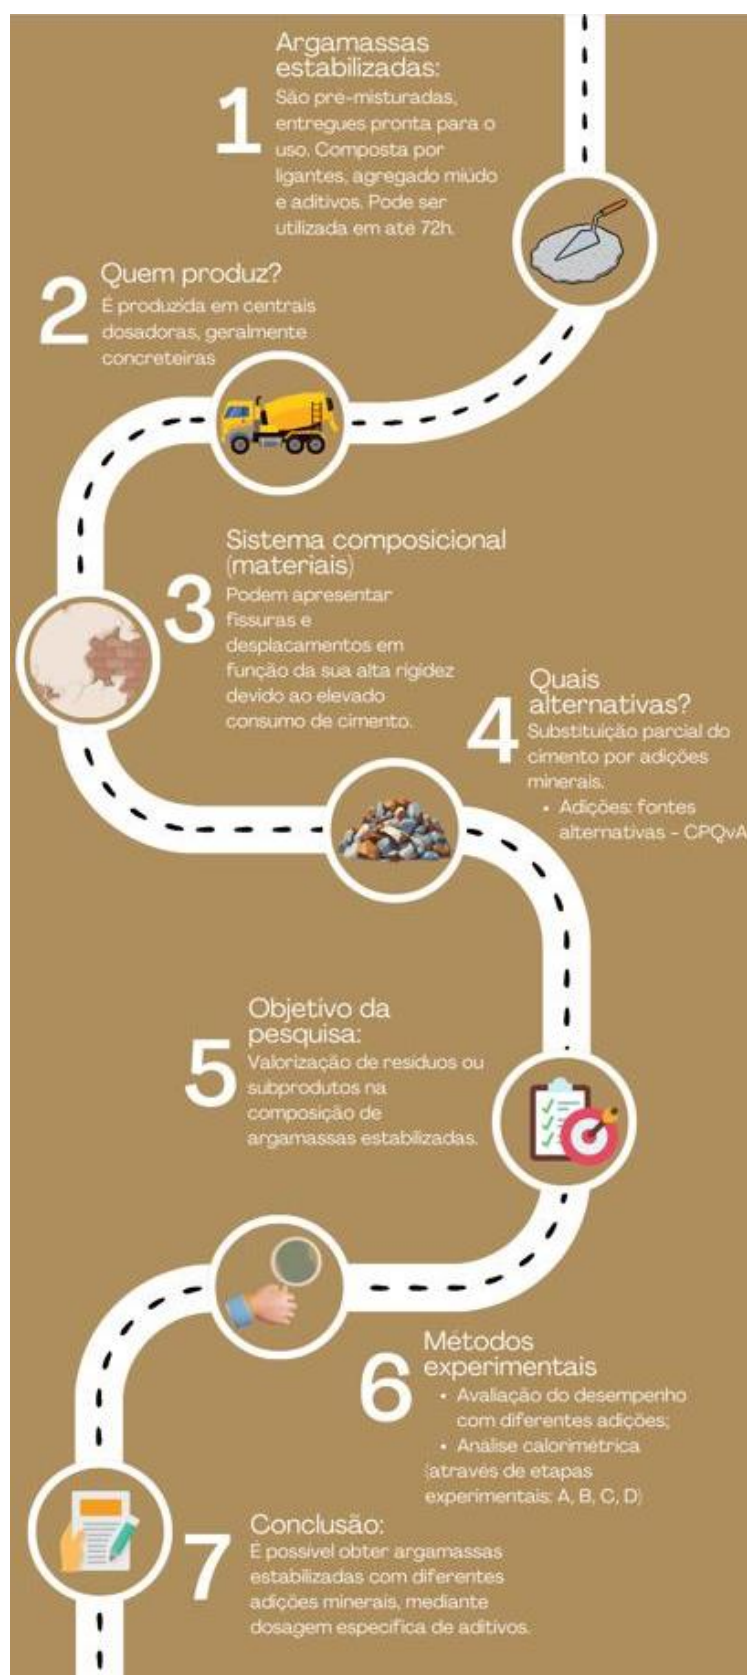 1
Argamassas
estabilizadas:
São pre-misturadas,
entregues pronta para o
uso. Composta por
ligantes, agregado miúdo
e aditivos. Pode ser
utilizada em até 72h.
2
Quem produz?
É produzida em centrais
dosadoras, geralmente
concreteiras
3
Sistema composicional
(materiais)
Podem apresentar
fissuras e
desplacamentos em
função da sua alta rigidez
devido ao elevado
consumo de cimento.
4
Quais
alternativas?
Substituição parcial do
cimento por adições
minerais.
• Adições: fontes
alternativas - CPQvA
5
Objetivo da
pesquisa:
Valorização de resíduos ou
subprodutos na
composição de
argamassas estabilizadas.
6
Métodos
experimentais
• Avaliação do desempenho
com diferentes adições;
• Análise calorimétrica
(através de etapas
experimentais: A, B, C, D)
7
Conclusão:
É possível obter argamassas
estabilizadas com diferentes
adições minerais, mediante
dosagem específica de aditivos.